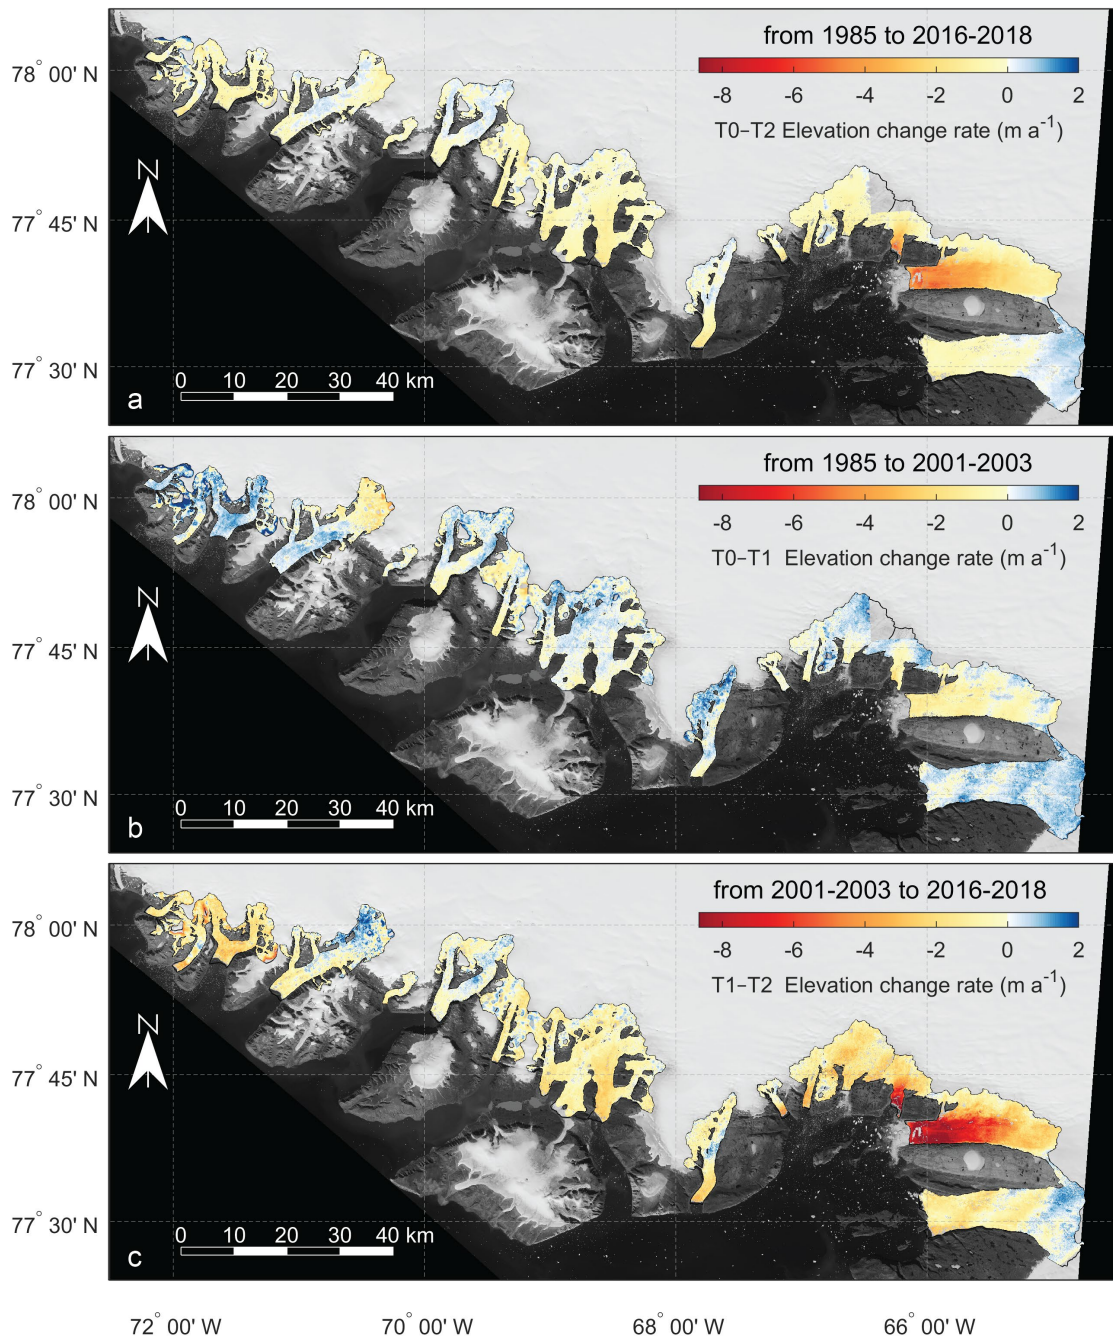 from 1985 to 2016-2018
78° 00' N
-8 -6 -4 -2 0 2
T0–T2 Elevation change rate (m a⁻¹)
N
77° 45' N
77° 30' N
0 10 20 30 40 km
a
from 1985 to 2001-2003
78° 00' N
-8 -6 -4 -2 0 2
T0–T1 Elevation change rate (m a⁻¹)
N
77° 45' N
77° 30' N
0 10 20 30 40 km
b
from 2001-2003 to 2016-2018
78° 00' N
-8 -6 -4 -2 0 2
T1–T2 Elevation change rate (m a⁻¹)
N
77° 45' N
77° 30' N
0 10 20 30 40 km
c
72° 00' W 70° 00' W 68° 00' W 66° 00' W